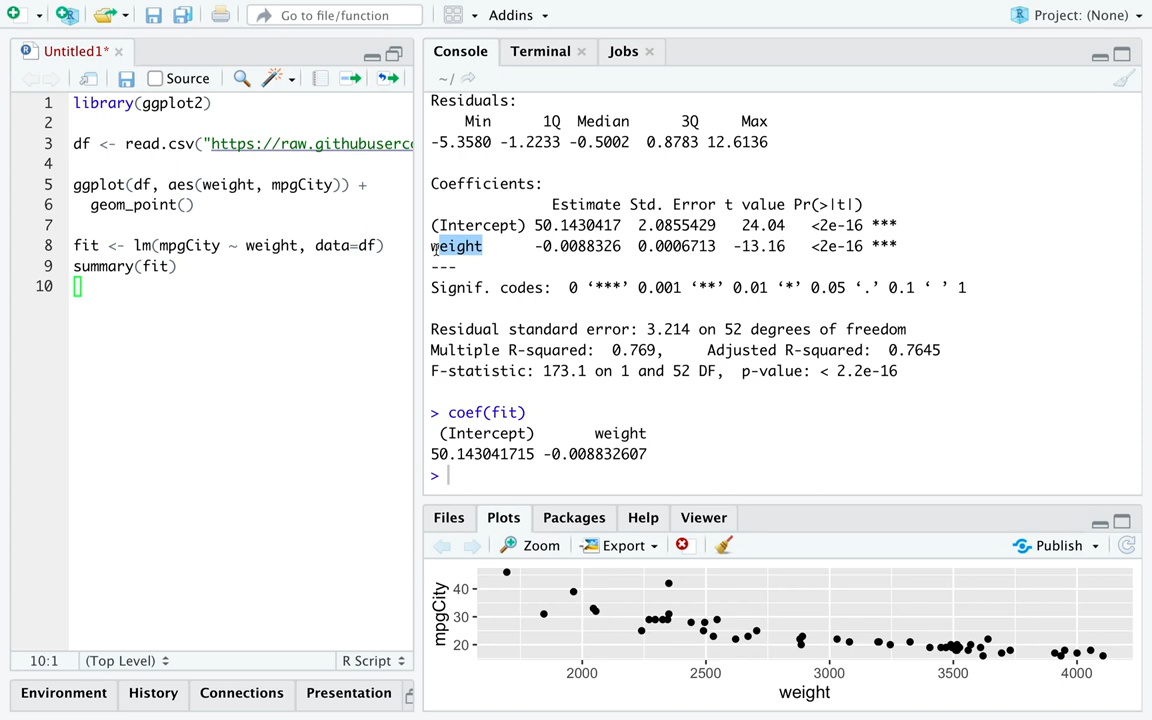 Go to file/function
Addins
Project: (None)
Untitled1*
Source
1 library(ggplot2)
2
3 df <- read.csv("https://raw.githubuserco
4
5 ggplot(df, aes(weight, mpgCity)) +
6 geom_point()
7
8 fit <- lm(mpgCity ~ weight, data=df)
9 summary(fit)
10
10:1 (Top Level) R Script
Environment History Connections Presentation
Console Terminal Jobs
~/
Residuals:
Min 1Q Median 3Q Max
-5.3580 -1.2233 -0.5002 0.8783 12.6136
Coefficients:
Estimate Std. Error t value Pr(>|t|)
(Intercept) 50.1430417 2.0855429 24.04 <2e-16 ***
weight -0.0088326 0.0006713 -13.16 <2e-16 ***
---
Signif. codes: 0 ‘***’ 0.001 ‘**’ 0.01 ‘*’ 0.05 ‘.’ 0.1 ‘ ’ 1
Residual standard error: 3.214 on 52 degrees of freedom
Multiple R-squared: 0.769, Adjusted R-squared: 0.7645
F-statistic: 173.1 on 1 and 52 DF, p-value: < 2.2e-16
> coef(fit)
(Intercept) weight
50.143041715 -0.008832607
>
Files Plots Packages Help Viewer
Zoom Export Publish
mpgCity
40
30
20
2000 2500 3000 3500 4000
weight